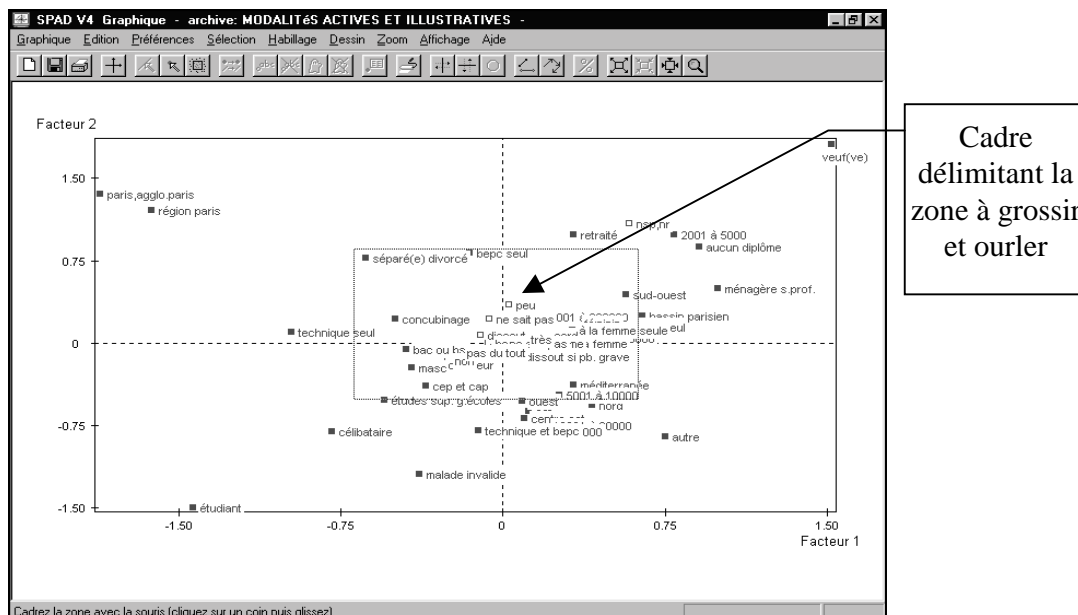 SPAD V4 Graphique - archive: MODALITéS ACTIVES ET ILLUSTRATIVES -
Graphique Edition Préférences Sélection Habillage Dessin Zoom Affichage Aide
Facteur 2
veuf(ve)
1.50
paris,agglo.paris
région paris
nsp,nr
retraité
2001 à 5000
aucun diplôme
0.75
séparé(e) divorcé
bepc seul
ménagère s.prof.
sud-ouest
peu
concubinage
ne sait pas
bassin parisien
technique seul
à la femme seule
très
0
bac ou
pas du tout
femme
dissout si pb. grave
masc
non
eur
cep et cap
méditerranée
études sup. g.écoles
5001 à 10000
ouest
nord
-0.75
célibataire
technique et bepc
autre
malade invalide
-1.50
étudiant
-1.50
-0.75
0
0.75
1.50
Facteur 1
Cadrez la zone avec la souris (cliquez sur un coin puis glissez)
Cadre
délimitant la
zone à grossir
et ourler